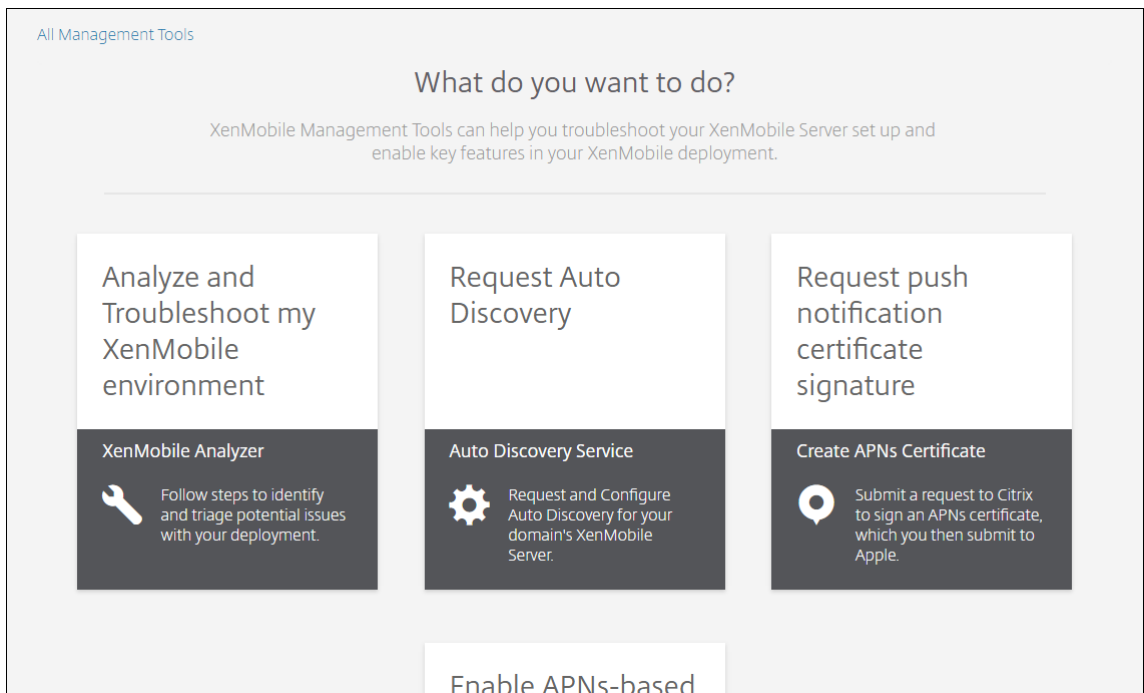 All Management Tools
What do you want to do?
XenMobile Management Tools can help you troubleshoot your XenMobile Server set up and
enable key features in your XenMobile deployment.
Analyze and
Troubleshoot my
XenMobile
environment
XenMobile Analyzer
Follow steps to identify
and triage potential issues
with your deployment.
Request Auto
Discovery
Auto Discovery Service
Request and Configure
Auto Discovery for your
domain's XenMobile
Server.
Request push
notification
certificate
signature
Create APNs Certificate
Submit a request to Citrix
to sign an APNs certificate,
which you then submit to
Apple.
Enable APNs-based